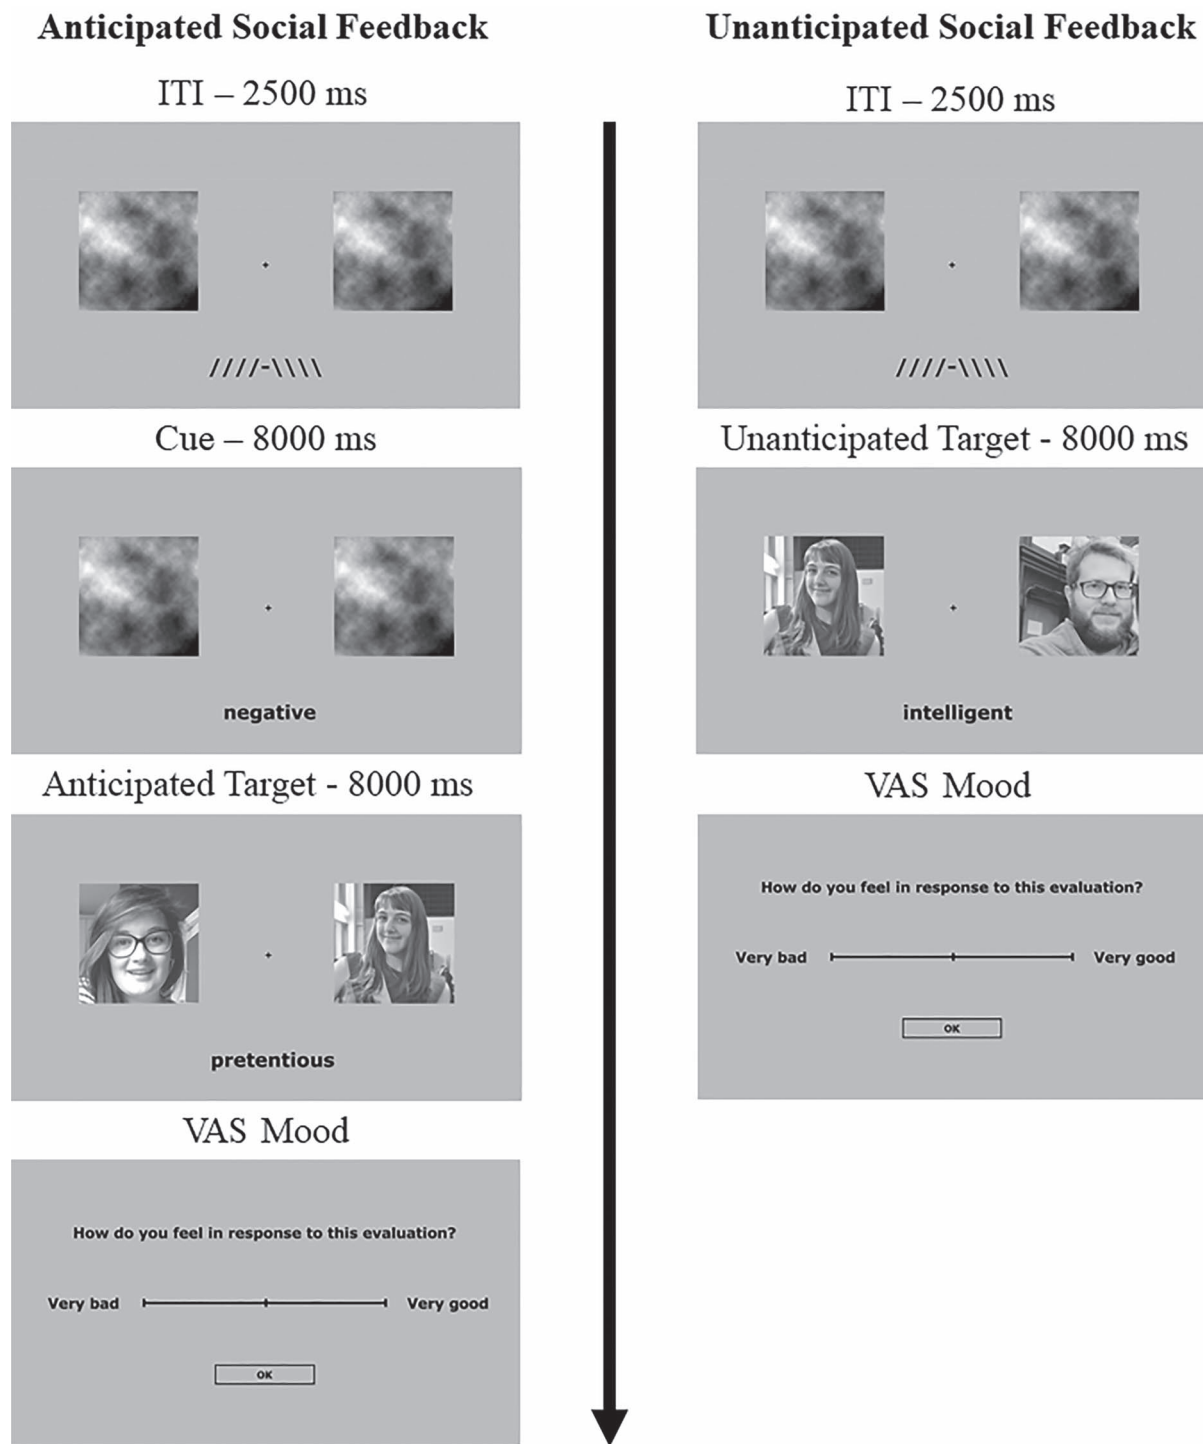 Anticipated Social Feedback
ITI – 2500 ms
////-\\\\
Cue – 8000 ms
negative
Anticipated Target - 8000 ms
pretentious
VAS Mood
How do you feel in response to this evaluation?
Very bad Very good
OK
Unanticipated Social Feedback
ITI – 2500 ms
////-\\\\
Unanticipated Target - 8000 ms
intelligent
VAS Mood
How do you feel in response to this evaluation?
Very bad Very good
OK